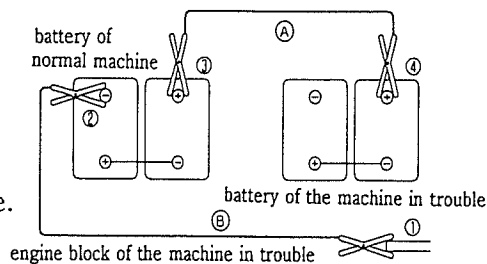 battery of
normal machine
Ⓐ
③
④
②
⊖ ⊕ ⊖ ⊕
⊕ ⊖ ⊕ ⊖
battery of the machine in trouble
e.
Ⓑ
①
engine block of the machine in trouble